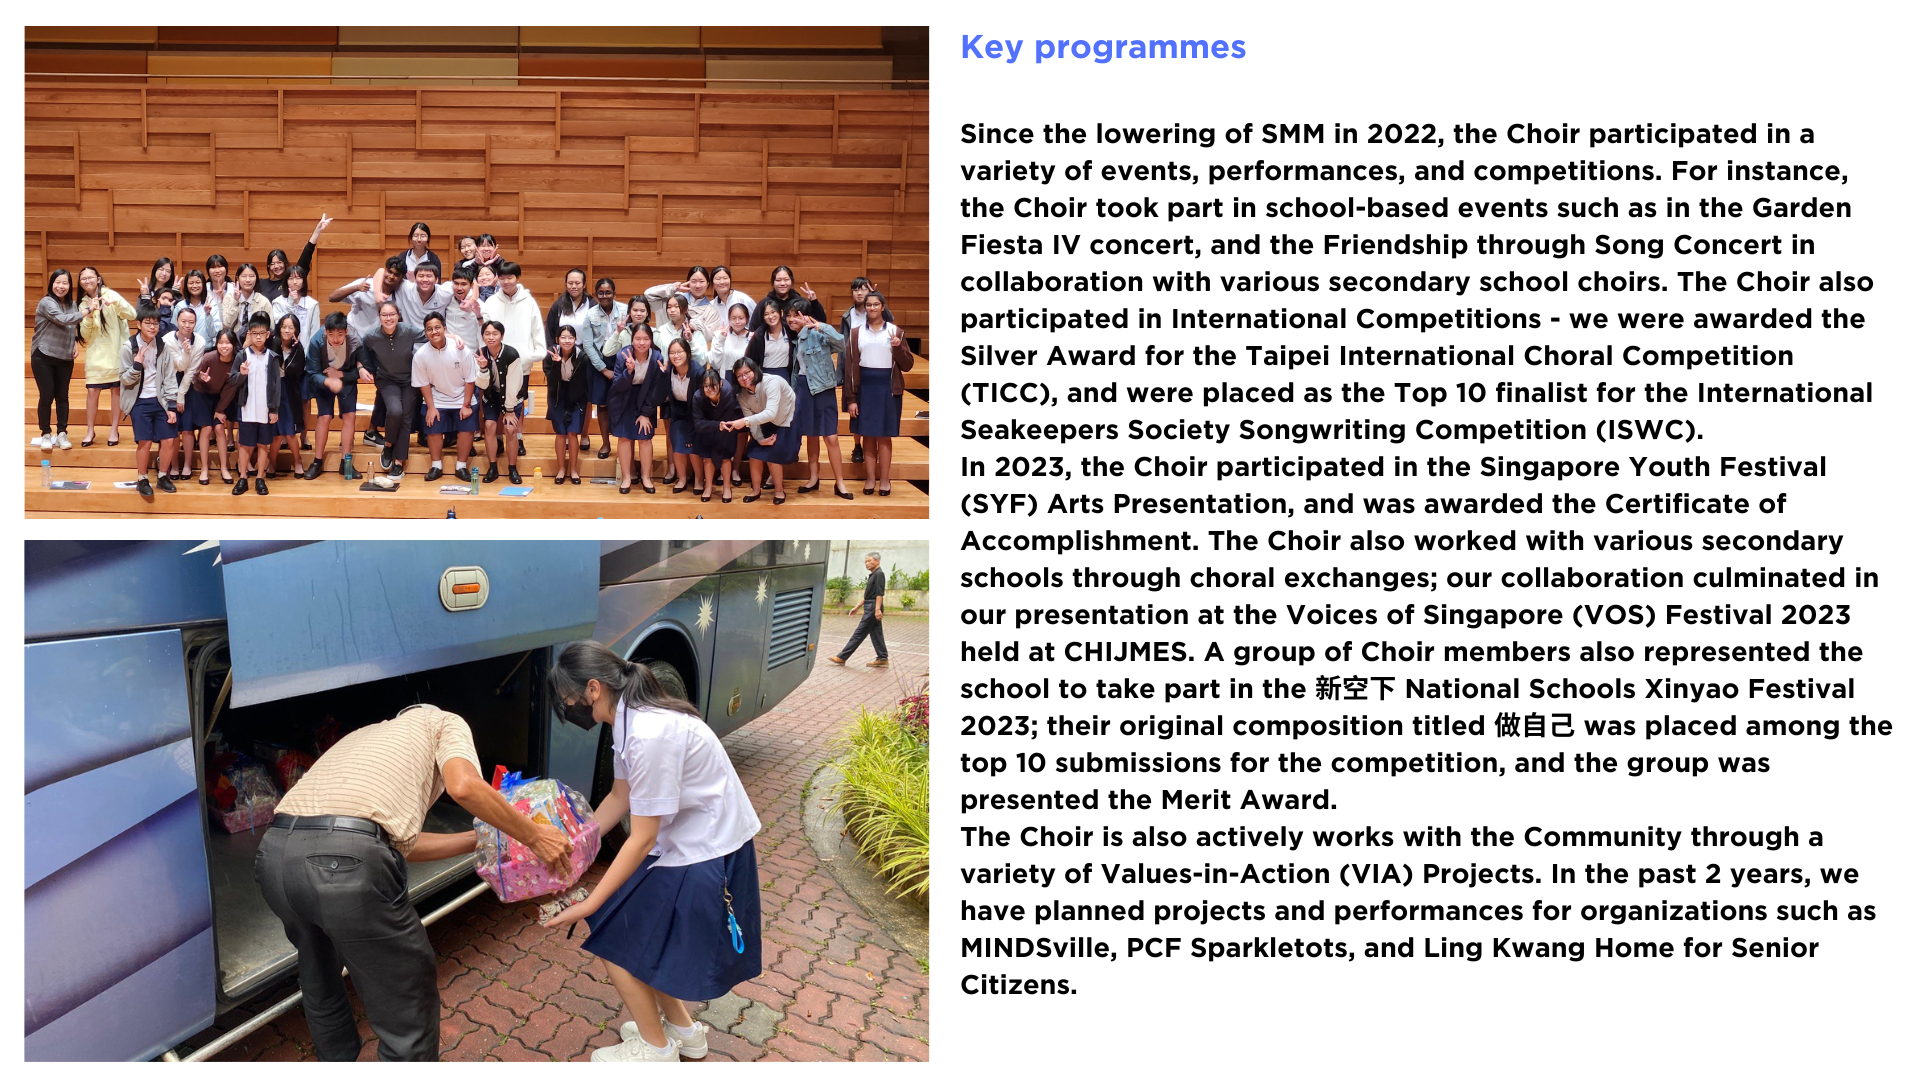 Key programmes
Since the lowering of SMM in 2022, the Choir participated in a
variety of events, performances, and competitions. For instance,
the Choir took part in school-based events such as in the Garden
Fiesta IV concert, and the Friendship through Song Concert in
collaboration with various secondary school choirs. The Choir also
participated in International Competitions - we were awarded the
Silver Award for the Taipei International Choral Competition
(TICC), and were placed as the Top 10 finalist for the International
Seakeepers Society Songwriting Competition (ISWC).
In 2023, the Choir participated in the Singapore Youth Festival
(SYF) Arts Presentation, and was awarded the Certificate of
Accomplishment. The Choir also worked with various secondary
schools through choral exchanges; our collaboration culminated in
our presentation at the Voices of Singapore (VOS) Festival 2023
held at CHIJMES. A group of Choir members also represented the
school to take part in the 新空下 National Schools Xinyao Festival
2023; their original composition titled 做自己 was placed among the
top 10 submissions for the competition, and the group was
presented the Merit Award.
The Choir is also actively works with the Community through a
variety of Values-in-Action (VIA) Projects. In the past 2 years, we
have planned projects and performances for organizations such as
MINDSville, PCF Sparkletots, and Ling Kwang Home for Senior
Citizens.